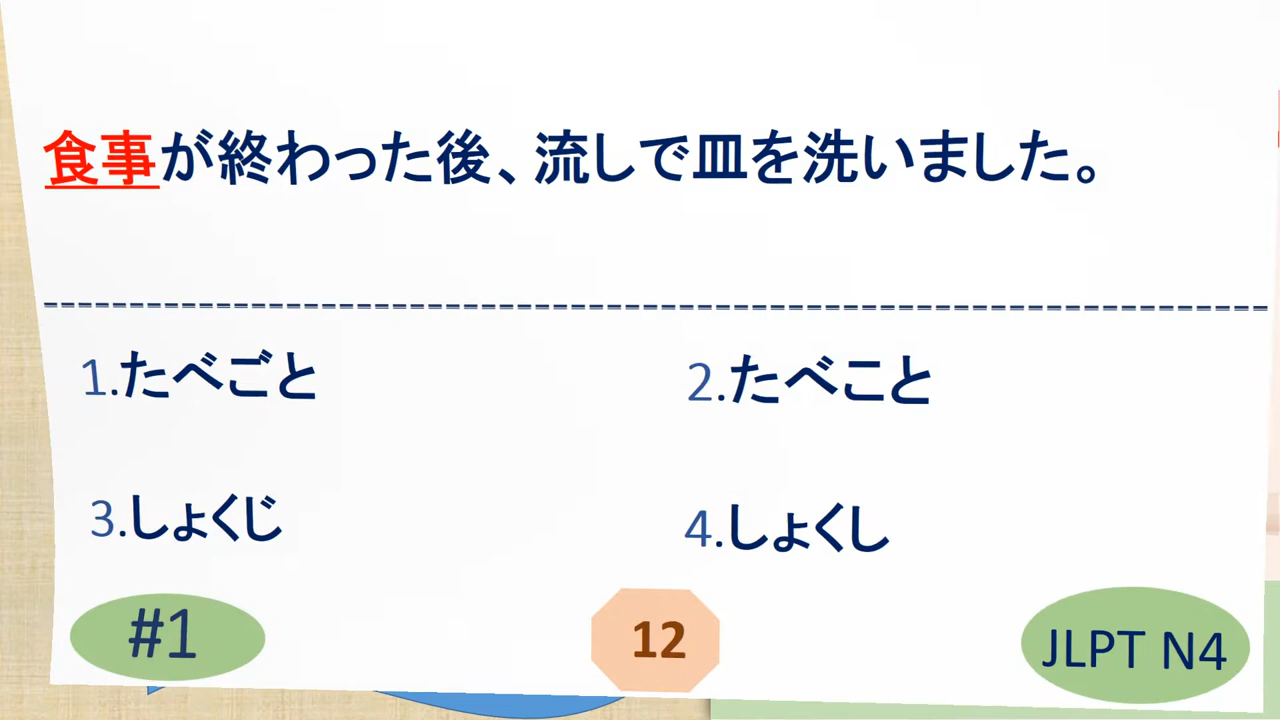 食事が終わった後、流しで皿を洗いました。
1.たべごと
2.たべこと
3.しょくじ
4.しょくし
#1
12
JLPT N4